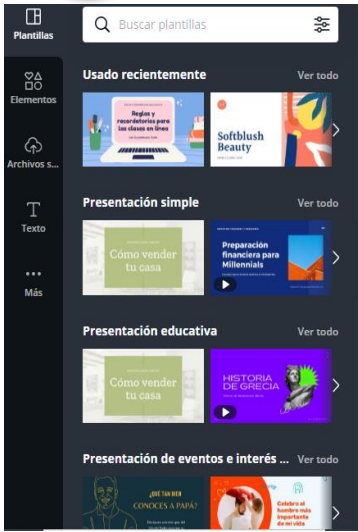 Plantillas
Elementos
Archivos s...
Texto
Más
Buscar plantillas
Usado recientemente
Ver todo
Reglas y
recordatorios para
las clases en línea
Softblush
Beauty
Presentación simple
Ver todo
Cómo vender
tu casa
Preparación
financiera para
Millennials
Presentación educativa
Ver todo
Cómo vender
tu casa
HISTORIA
DE GRECIA
Presentación de eventos e interés ...
Ver todo
¿QUÉ TAN BIEN
CONOCES A PAPÁ?
Celebra al
hombre más
importante
de mi vida